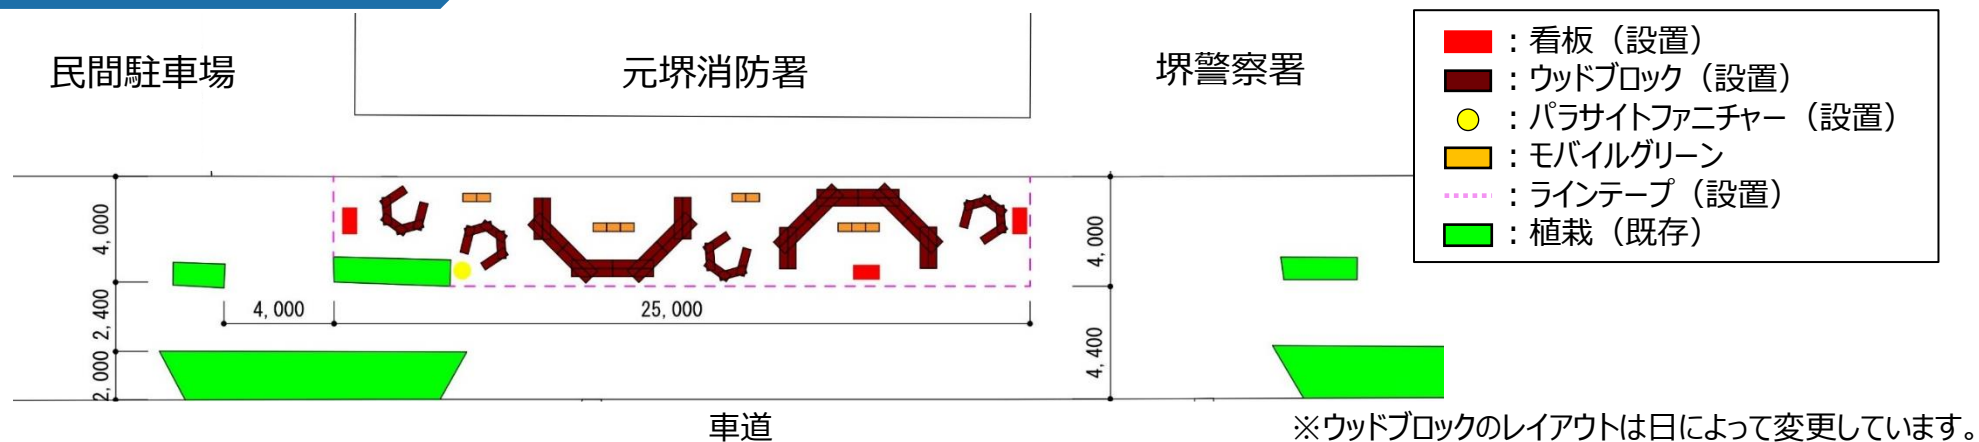 民間駐車場
元堺消防署
堺警察署
：看板（設置）
：ウッドブロック（設置）
：パラサイトファニチャー（設置）
：モバイルグリーン
：ラインテープ（設置）
：植栽（既存）
4,000
2,400
2,000
4,000
25,000
4,000
4,400
車道
※ウッドブロックのレイアウトは日によって変更しています。